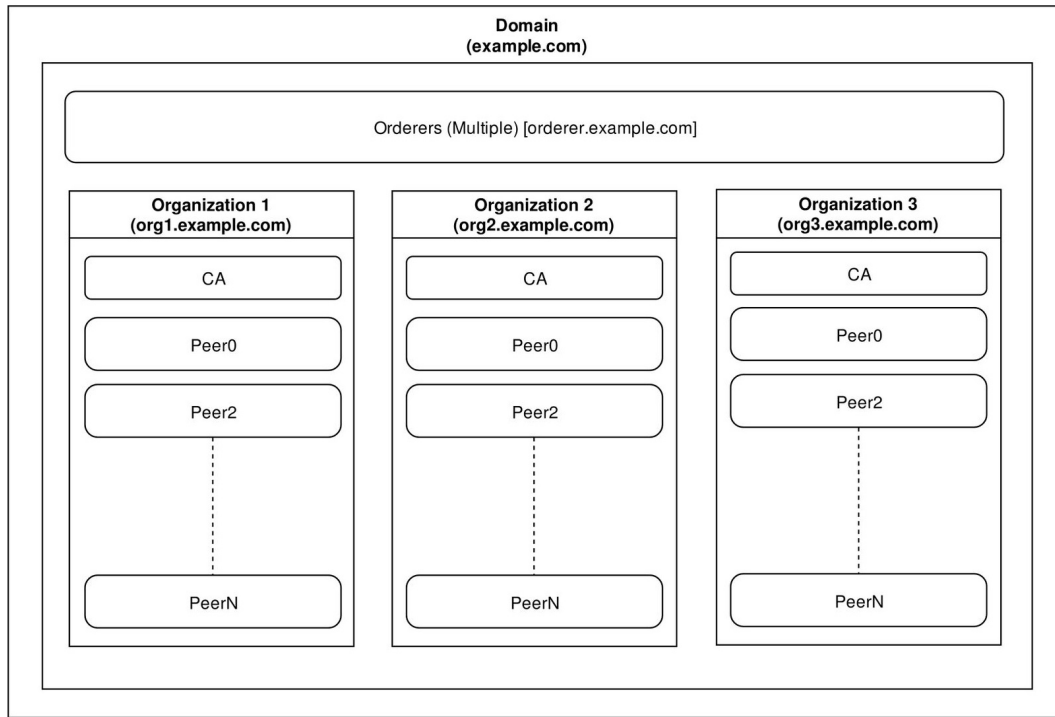 Domain
(example.com)
Orderers (Multiple) [orderer.example.com]
Organization 1
(org1.example.com)
CA
Peer0
Peer2
PeerN
Organization 2
(org2.example.com)
CA
Peer0
Peer2
PeerN
Organization 3
(org3.example.com)
CA
Peer0
Peer2
PeerN